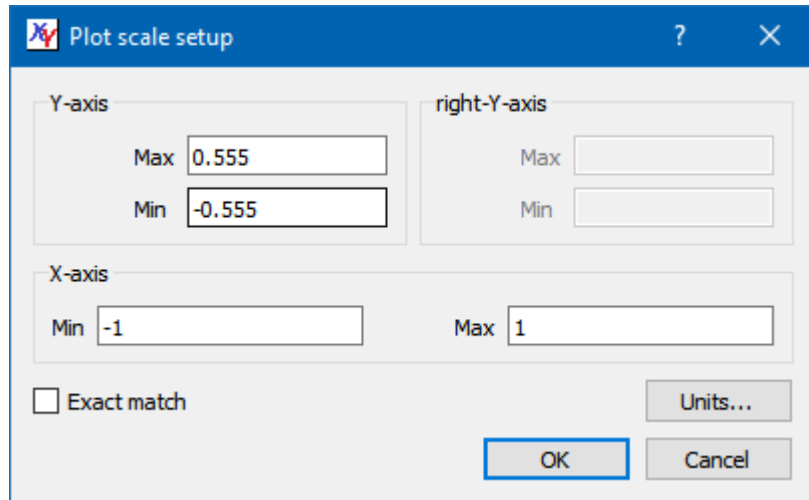 XY Plot scale setup ? ×
Y-axis
Max 0.555
Min -0.555
right-Y-axis
Max
Min
X-axis
Min -1 Max 1
Exact match
Units...
OK Cancel